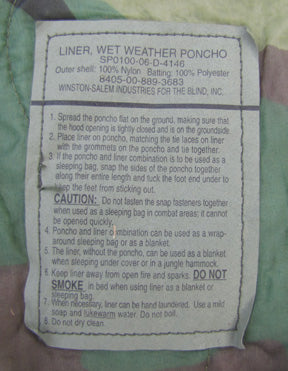 LINER, WET WEATHER PONCHO
SP0100-06-D-4146
Outer shell: 100% Nylon Batting: 100% Polyester
8405-00-889-3683
WINSTON-SALEM INDUSTRIES FOR THE BLIND, INC.
1. Spread the poncho flat on the ground, making sure that
the hood opening is tightly closed and is on the groundside.
2. Place liner on poncho, matching the tie laces on liner
with the grommets on the poncho and tie together.
3. If the poncho and liner combination is to be used as a
sleeping bag, snap the sides of the poncho together
along their entire length and tuck the foot end under to
keep the feet from sticking out.
CAUTION: Do not fasten the snap fasteners together
when used as a sleeping bag in combat areas; it cannot
be opened quickly.
4. Poncho and liner combination can be used as a wrap-
around sleeping bag or as a blanket.
5. The liner, without the poncho, can be used as a blanket
when sleeping under cover or in a jungle hammock.
6. Keep liner away from open fire and sparks. DO NOT
SMOKE in bed when using liner as a blanket or
sleeping bag.
7. When necessary, liner can be hand laundered. Use a mild
soap and lukewarm water. Do not boil.
8. Do not dry clean.